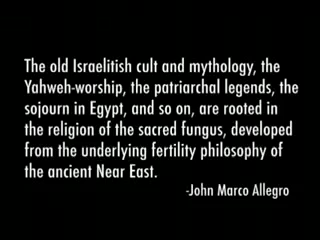 The old Israelitish cult and mythology, the
Yahweh-worship, the patriarchal legends, the
sojourn in Egypt, and so on, are rooted in
the religion of the sacred fungus, developed
from the underlying fertility philosophy of
the ancient Near East.
-John Marco Allegro